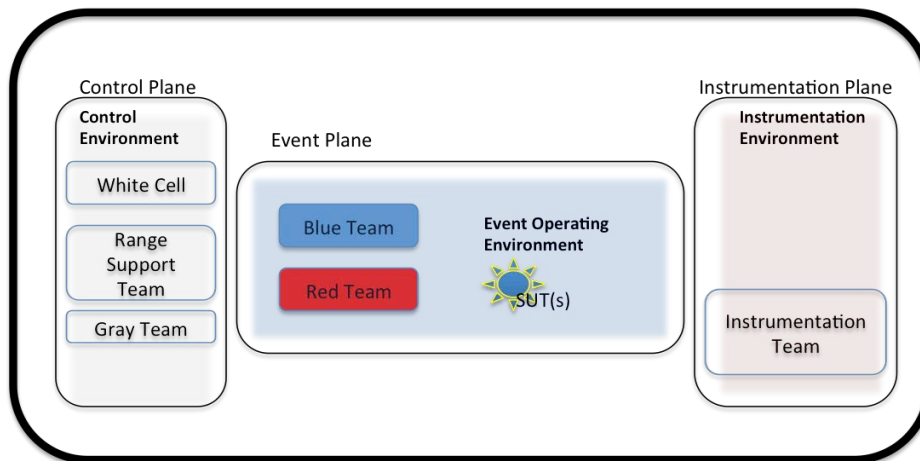 Control Plane
Control
Environment
White Cell
Range
Support
Team
Gray Team
Event Plane
Blue Team
Red Team
Event Operating
Environment
SUT(s)
Instrumentation Plane
Instrumentation
Environment
Instrumentation
Team